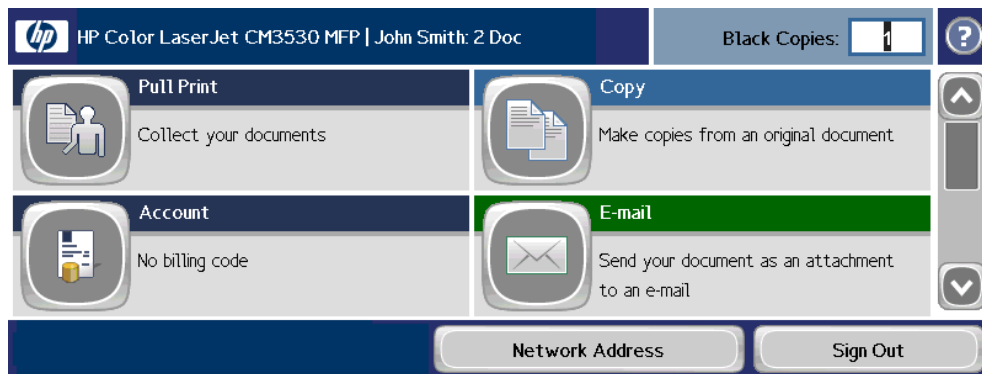 hp HP Color LaserJet CM3530 MFP | John Smith: 2 Doc Black Copies: 1 ?
Pull Print
Collect your documents
Copy
Make copies from an original document
Account
No billing code
E-mail
Send your document as an attachment
to an e-mail
Network Address Sign Out